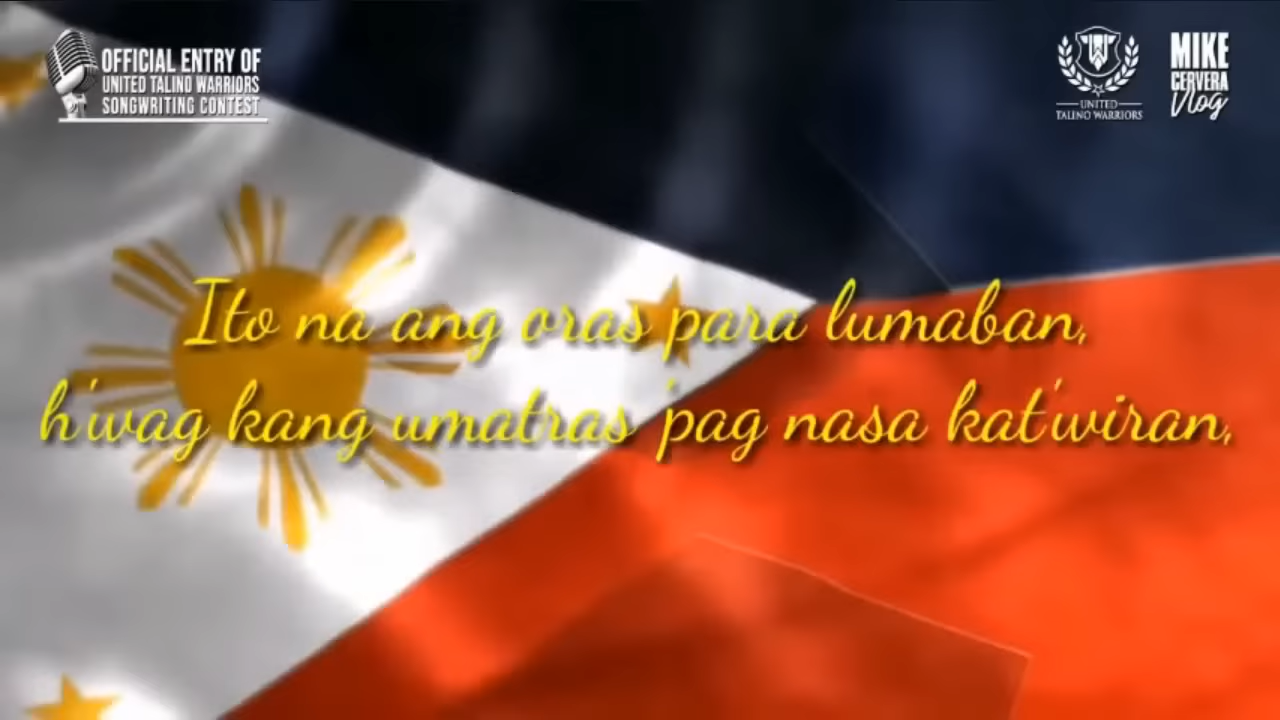 OFFICIAL ENTRY OF
UNITED TALINO WARRIORS
SONGWRITING CONTEST
UNITED
TALINO WARRIORS
MIKE
CERVERA
Vlog
Ito na ang oras para lumaban,
h'wag kang umatras 'pag nasa kat'wiran,